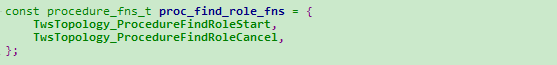 const procedure_fns_t proc_find_role_fns = {
    TwsTopology_ProcedureFindRoleStart,
    TwsTopology_ProcedureFindRoleCancel,
};